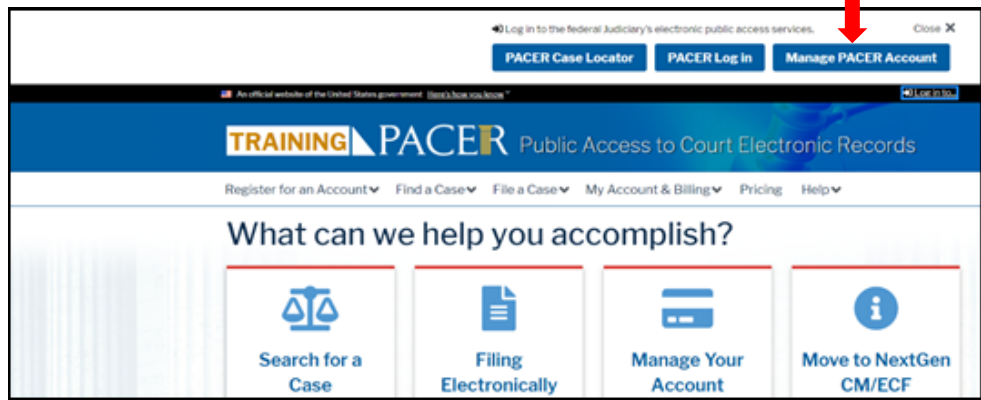 Log in to the federal Judiciary's electronic public access services. Close X
PACER Case Locator PACER Log in Manage PACER Account
An official website of the United States government Here's how you know
Log in to...
TRAINING PACER Public Access to Court Electronic Records
Register for an Account Find a Case File a Case My Account & Billing Pricing Help
What can we help you accomplish?
Search for a
Case
Filing
Electronically
Manage Your
Account
Move to NextGen
CM/ECF